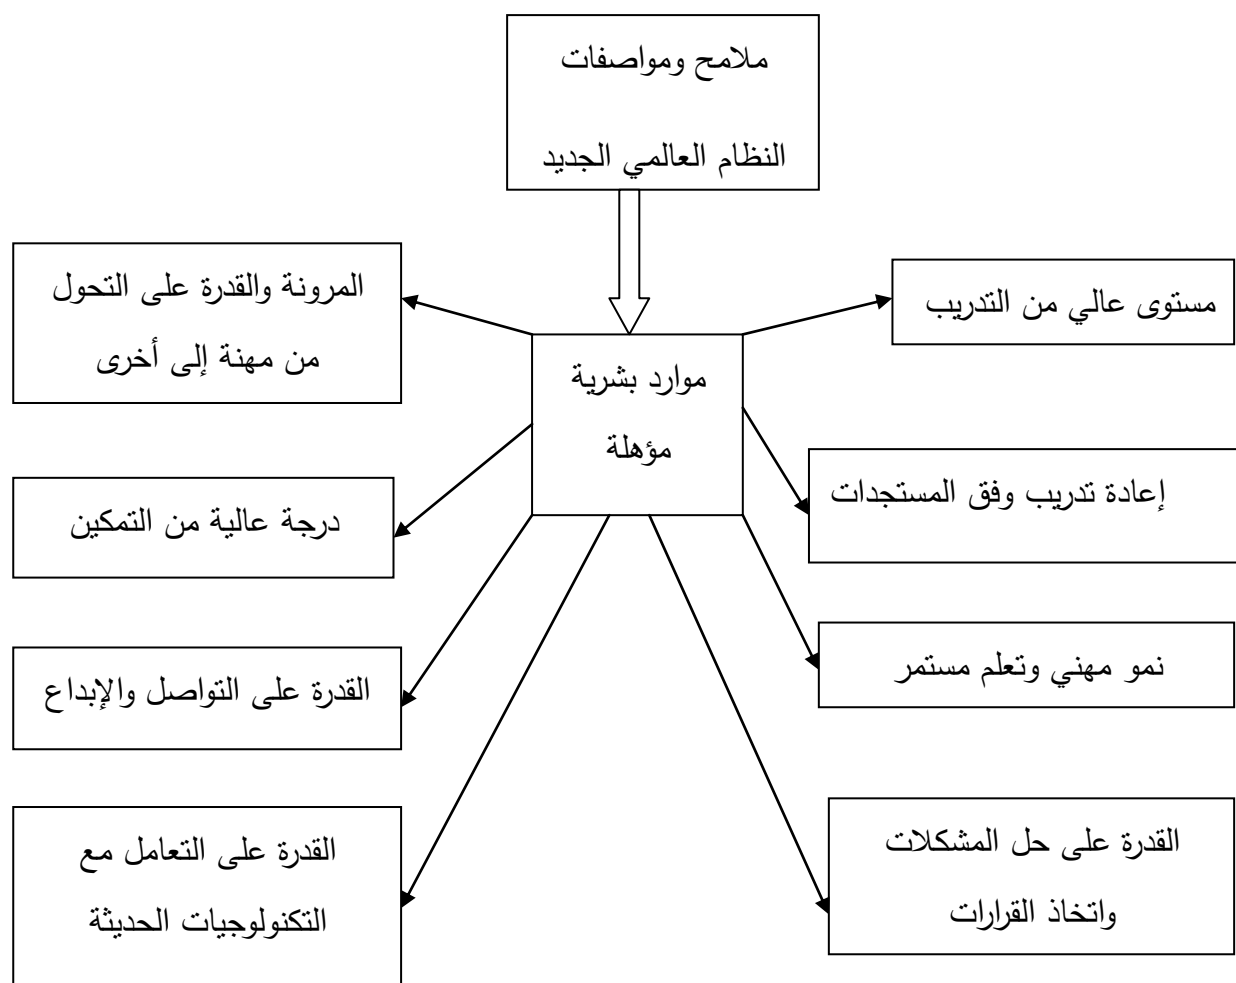 ملامح ومواصفات
النظام العالمي الجديد
مستوى عالي من التدريب
المرونة والقدرة على التحول
من مهنة إلى أخرى
موارد بشرية
مؤهلة
إعادة تدريب وفق المستجدات
درجة عالية من التمكين
نمو مهني وتعلم مستمر
القدرة على التواصل والإبداع
القدرة على حل المشكلات
واتخاذ القرارات
القدرة على التعامل مع
التكنولوجيات الحديثة